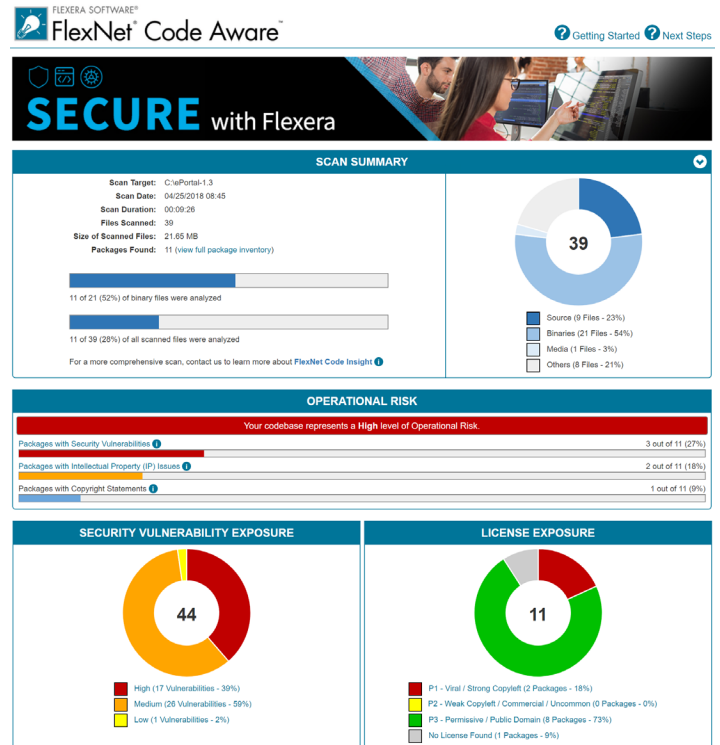 FLEXERA SOFTWARE®
FlexNet® Code Aware™
? Getting Started ? Next Steps
SECURE with Flexera
SCAN SUMMARY
Scan Target: C:\ePortal-1.3
Scan Date: 04/25/2018 08:45
Scan Duration: 00:09:26
Files Scanned: 39
Size of Scanned Files: 21.65 MB
Packages Found: 11 (view full package inventory)
11 of 21 (52%) of binary files were analyzed
11 of 39 (28%) of all scanned files were analyzed
For a more comprehensive scan, contact us to learn more about FlexNet Code Insight i
39
Source (9 Files - 23%)
Binaries (21 Files - 54%)
Media (1 Files - 3%)
Others (8 Files - 21%)
OPERATIONAL RISK
Your codebase represents a High level of Operational Risk.
Packages with Security Vulnerabilities i 3 out of 11 (27%)
Packages with Intellectual Property (IP) Issues i 2 out of 11 (18%)
Packages with Copyright Statements i 1 out of 11 (9%)
SECURITY VULNERABILITY EXPOSURE
44
High (17 Vulnerabilities - 39%)
Medium (26 Vulnerabilities - 59%)
Low (1 Vulnerabilities - 2%)
LICENSE EXPOSURE
11
P1 - Viral / Strong Copyleft (2 Packages - 18%)
P2 - Weak Copyleft / Commercial / Uncommon (0 Packages - 0%)
P3 - Permissive / Public Domain (8 Packages - 73%)
No License Found (1 Packages - 9%)